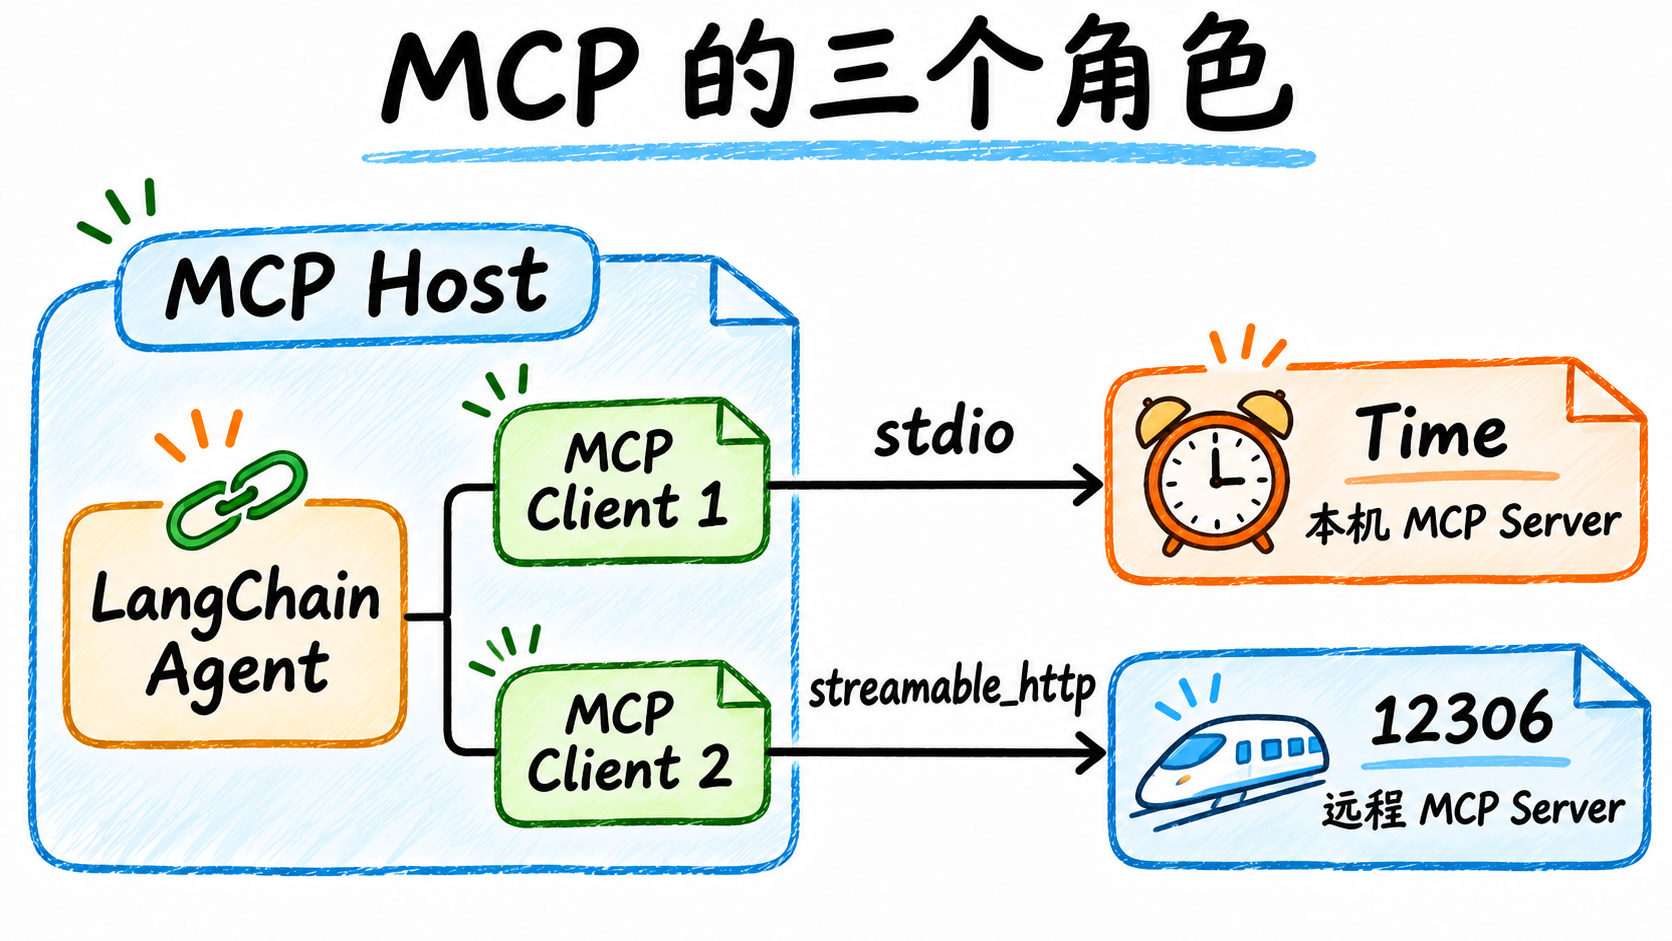 MCP 的三个角色
MCP Host
LangChain
Agent
MCP
Client 1
MCP
Client 2
stdio
streamable_http
Time
本机 MCP Server
12306
远程 MCP Server